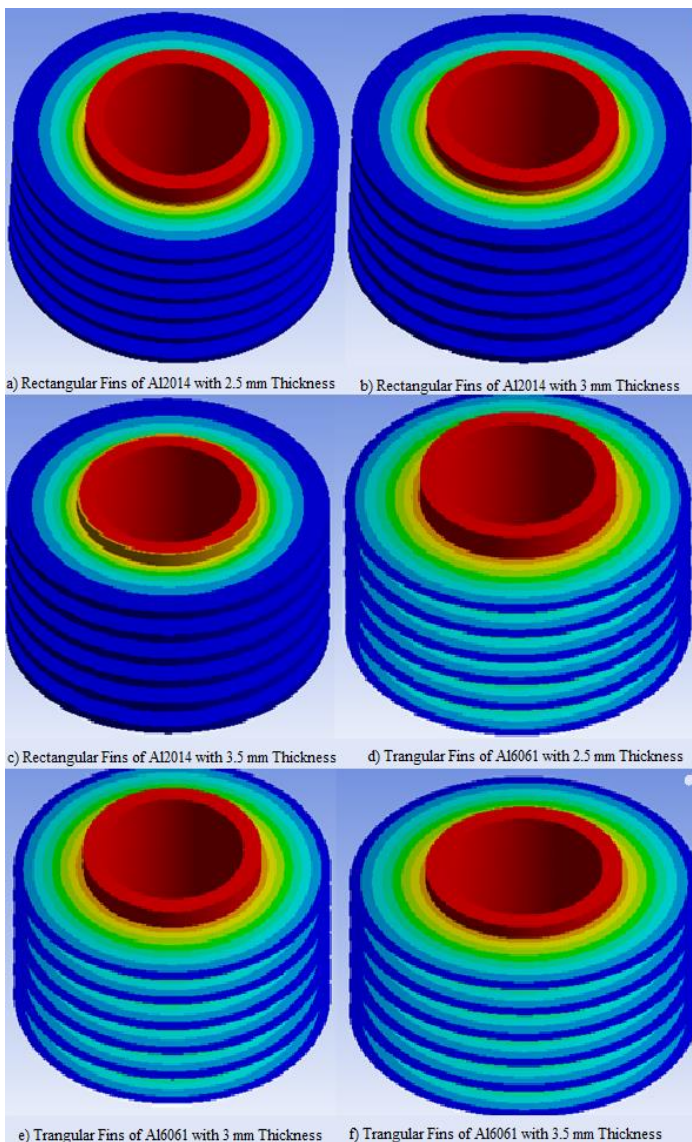 a) Rectangular Fins of Al2014 with 2.5 mm Thickness
b) Rectangular Fins of Al2014 with 3 mm Thickness
c) Rectangular Fins of Al2014 with 3.5 mm Thickness
d) Trangular Fins of Al6061 with 2.5 mm Thickness
e) Trangular Fins of Al6061 with 3 mm Thickness
f) Trangular Fins of Al6061 with 3.5 mm Thickness